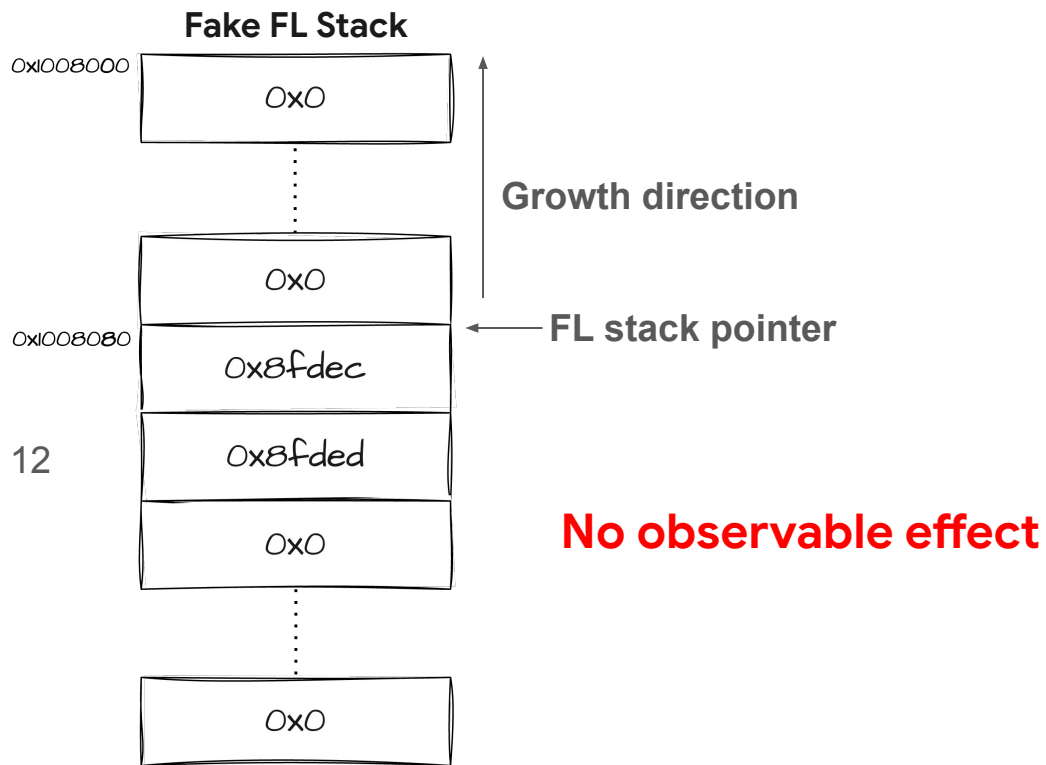 Fake FL Stack
0x1008000
0x0
Growth direction
0x0
FL stack pointer
0x1008080
0x8fdec
12
0x8fded
No observable effect
0x0
0x0